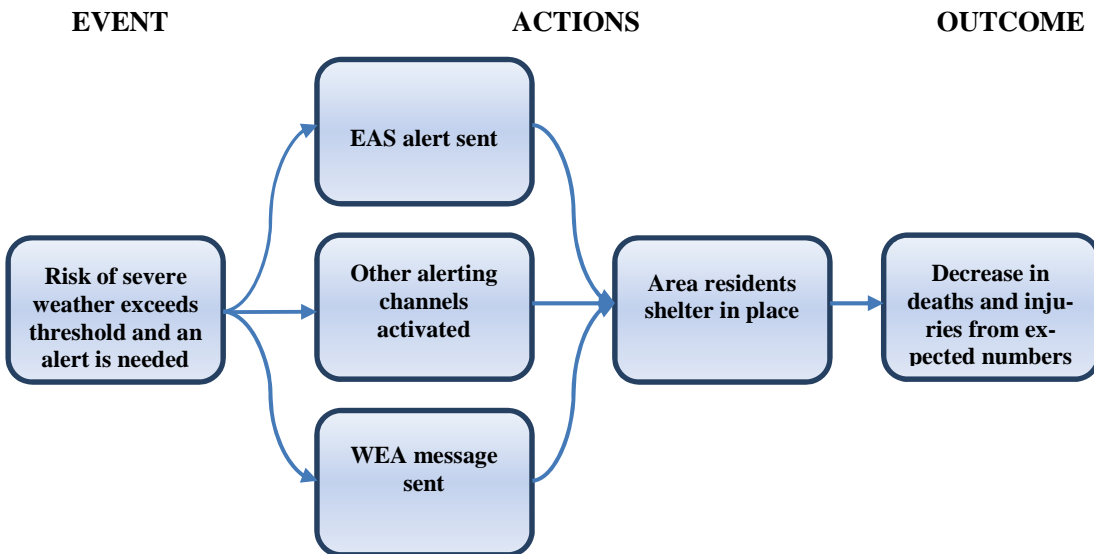 EVENT
ACTIONS
OUTCOME
EAS alert sent
Risk of severe
weather exceeds
threshold and an
alert is needed
Other alerting
channels
activated
WEA message
sent
Area residents
shelter in place
Decrease in
deaths and inju-
ries from ex-
pected numbers